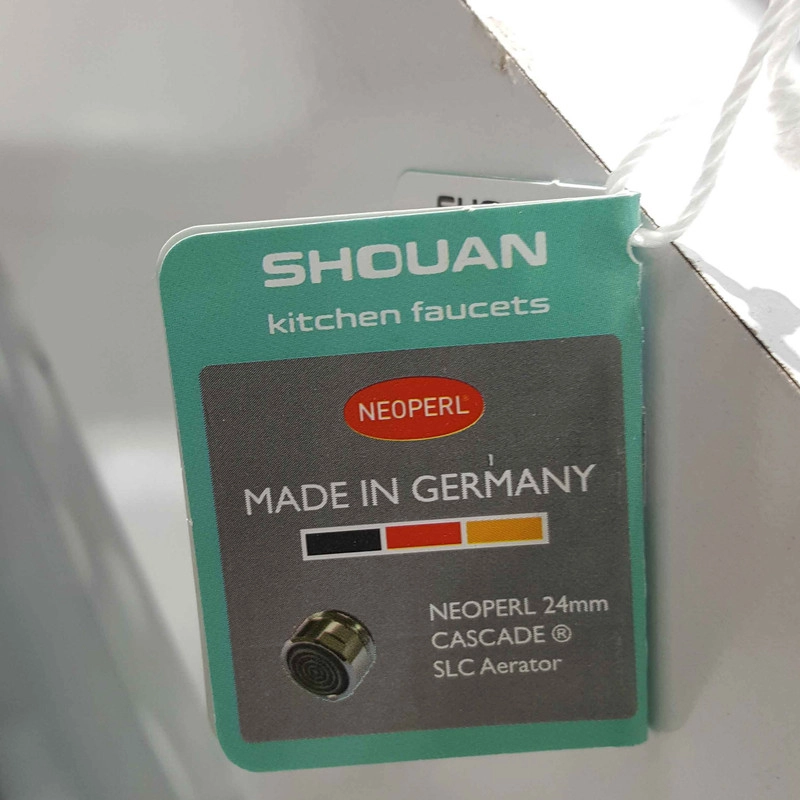 SHOUAN
kitchen faucets
NEOPERL
MADE IN GERMANY
NEOPERL 24mm
CASCADE ®
SLC Aerator